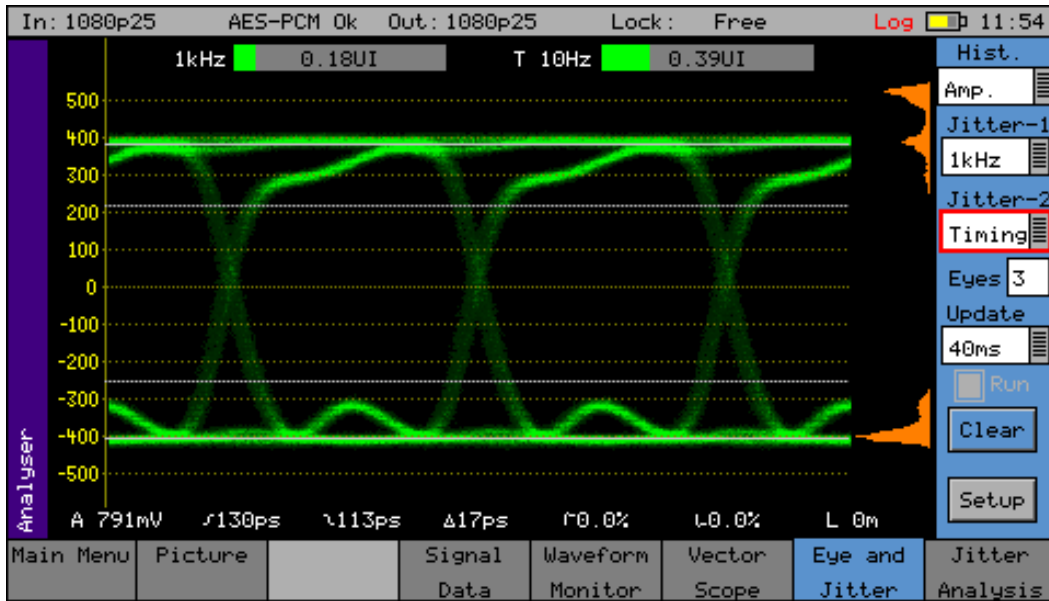 In: 1080p25 AES-PCM Ok Out: 1080p25 Lock: Free Log 11:54
1kHz 0.18UI T 10Hz 0.39UI
Hist.
Amp.
Jitter-1
1kHz
Jitter-2
Timing
Eyes 3
Update
40ms
Run
Clear
Setup
500
400
300
200
100
0
-100
-200
-300
-400
-500
Analyser
A 791mV 130ps 113ps Δ17ps 0.0% 0.0% L 0m
Main Menu Picture Signal Data Waveform Monitor Vector Scope Eye and Jitter Jitter Analysis